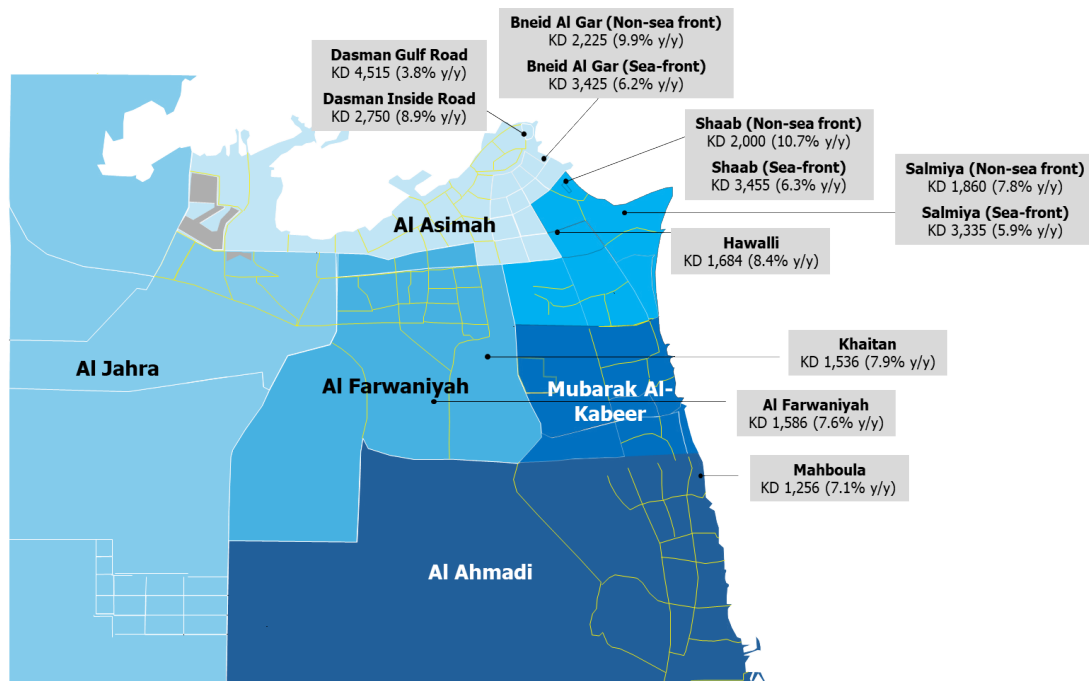 Bneid Al Gar (Non-sea front)
KD 2,225 (9.9% y/y)
Bneid Al Gar (Sea-front)
KD 3,425 (6.2% y/y)
Dasman Gulf Road
KD 4,515 (3.8% y/y)
Dasman Inside Road
KD 2,750 (8.9% y/y)
Shaab (Non-sea front)
KD 2,000 (10.7% y/y)
Shaab (Sea-front)
KD 3,455 (6.3% y/y)
Salmiya (Non-sea front)
KD 1,860 (7.8% y/y)
Salmiya (Sea-front)
KD 3,335 (5.9% y/y)
Al Asimah
Hawalli
KD 1,684 (8.4% y/y)
Khaitan
KD 1,536 (7.9% y/y)
Al Jahra
Al Farwaniyah
Mubarak Al-
Kabeer
Al Farwaniyah
KD 1,586 (7.6% y/y)
Mahboula
KD 1,256 (7.1% y/y)
Al Ahmadi